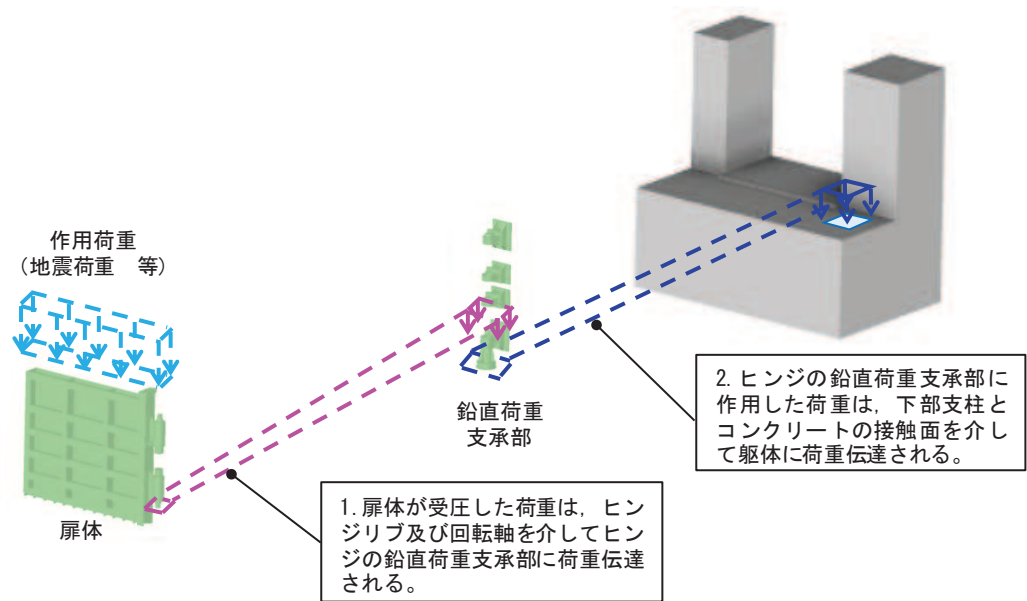 作用荷重
(地震荷重　等)
扉体
鉛直荷重
支承部
1. 扉体が受圧した荷重は，ヒン
ジリブ及び回転軸を介してヒン
ジの鉛直荷重支承部に荷重伝達
される。
2. ヒンジの鉛直荷重支承部に
作用した荷重は，下部支柱と
コンクリートの接触面を介し
て躯体に荷重伝達される。